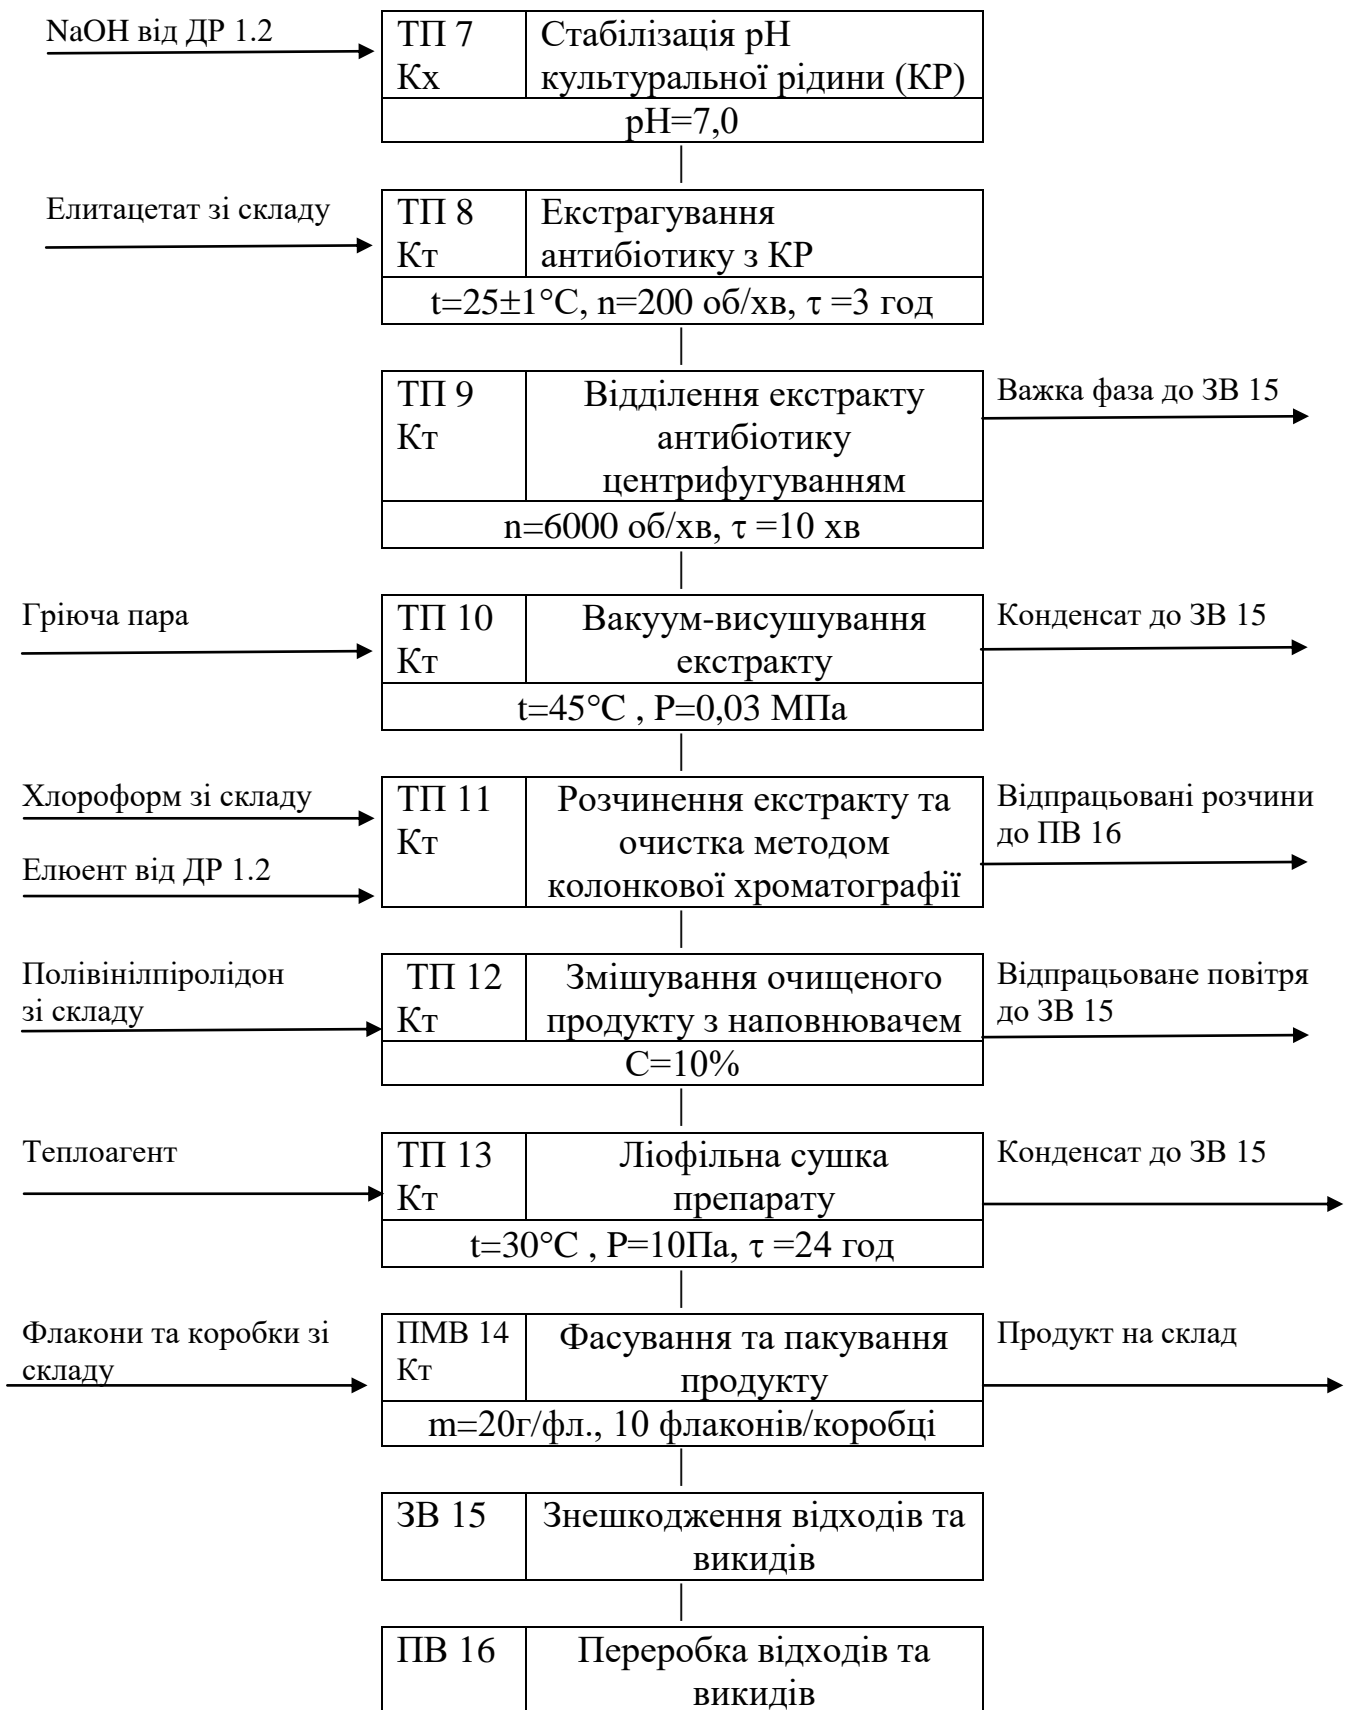 NaOH від ДР 1.2
ТП 7
Кх
Стабілізація рН
культуральної рідини (КР)
рН=7,0
Елитацетат зі складу
ТП 8
Кт
Екстрагування
антибіотику з КР
t=25±1°C, n=200 об/хв, τ =3 год
ТП 9
Кт
Відділення екстракту
антибіотику
центрифугуванням
n=6000 об/хв, τ =10 хв
Важка фаза до ЗВ 15
Гріюча пара
ТП 10
Кт
Вакуум-висушування
екстракту
t=45°C , P=0,03 МПа
Конденсат до ЗВ 15
Хлороформ зі складу
Елюент від ДР 1.2
ТП 11
Кт
Розчинення екстракту та
очистка методом
колонкової хроматографії
Відпрацьовані розчини
до ПВ 16
Полівінілпіролідон
зі складу
ТП 12
Кт
Змішування очищеного
продукту з наповнювачем
С=10%
Відпрацьоване повітря
до ЗВ 15
Теплоагент
ТП 13
Кт
Ліофільна сушка
препарату
t=30°C , P=10Па, τ =24 год
Конденсат до ЗВ 15
Флакони та коробки зі
складу
ПМВ 14
Кт
Фасування та пакування
продукту
m=20г/фл., 10 флаконів/коробці
Продукт на склад
ЗВ 15
Знешкодження відходів та
викидів
ПВ 16
Переробка відходів та
викидів